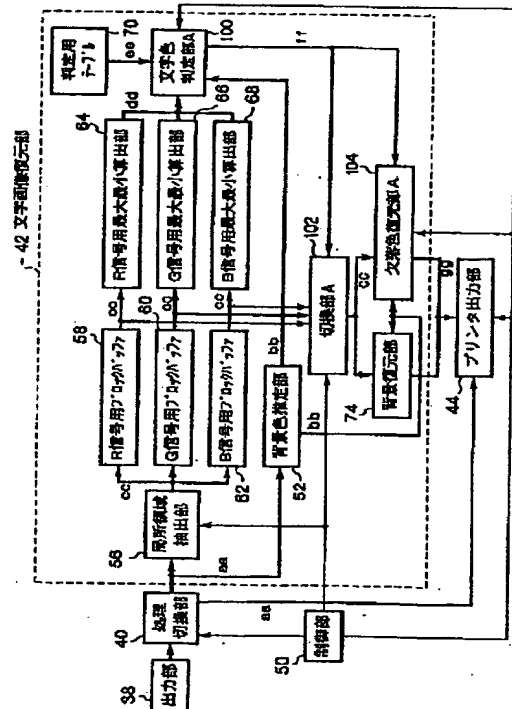 42 文字画像復元部
64
58
R信号用ブロックバッファ
cc
R信号用最大最小算出部
dd
判定用
テーブル
70
ee
文字色
判定部A
100
60
G信号用ブロックバッファ
cc
G信号用最大最小算出部
66
38
出力部
40
処理
切換部
aa
56
局所領域
抽出部
cc
B信号用ブロックバッファ
62
cc
B信号用最大最小算出部
68
ff
背景色推定部
52
bb
bb
102
切換部A
aa
50
制御部
cc
104
74
背景復元部
欠落色復元部A
gg
44
プリンタ出力部